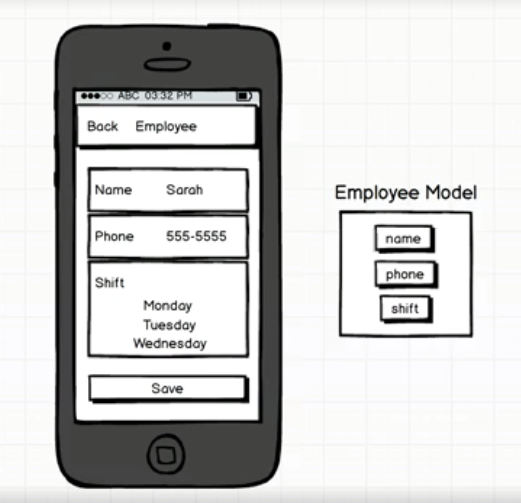 ABC 03:32 PM
Back Employee
Name Sarah
Phone 555-5555
Shift
Monday
Tuesday
Wednesday
Save
Employee Model
name
phone
shift